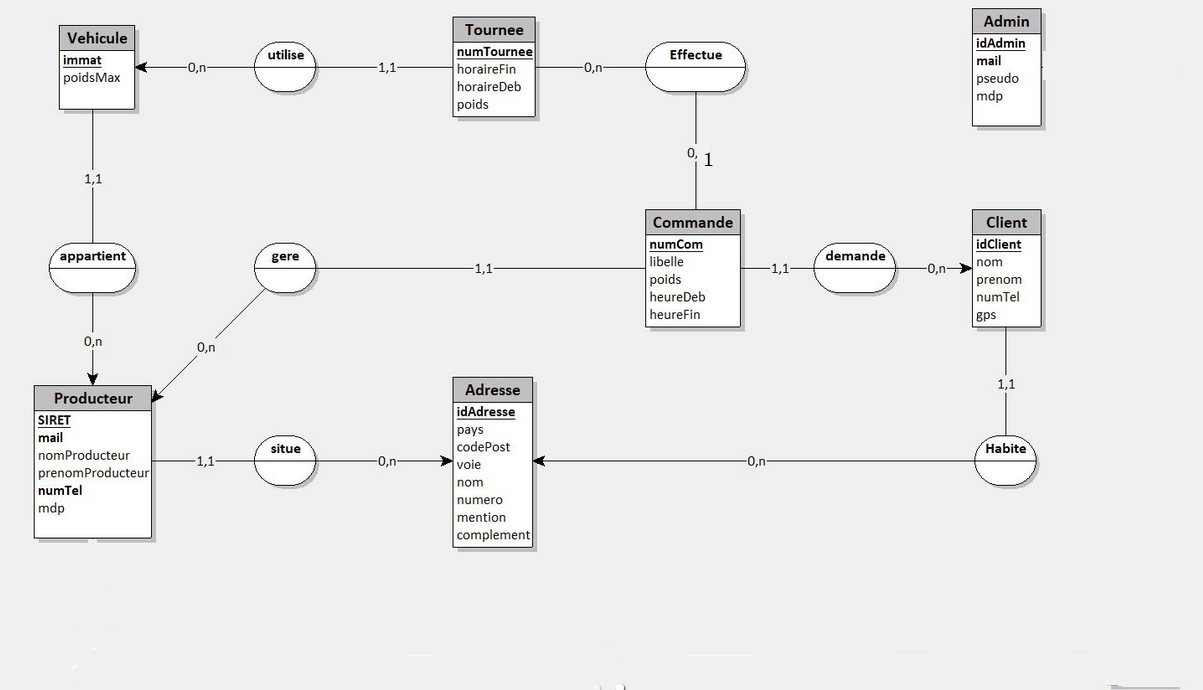 Vehicule
immat
poidsMax
0,n
utilise
1,1
Tournee
numTournee
horaireFin
horaireDeb
poids
0,n
Effectue
Admin
idAdmin
mail
pseudo
mdp
1,1
0, 1
appartient
gere
1,1
Commande
numCom
libelle
poids
heureDeb
heureFin
1,1
demande
0,n
Client
idClient
nom
prenom
numTel
gps
0,n
0,n
1,1
Producteur
SIRET
mail
nomProducteur
prenomProducteur
numTel
mdp
1,1
situe
0,n
Adresse
idAdresse
pays
codePost
voie
nom
numero
mention
complement
0,n
Habite